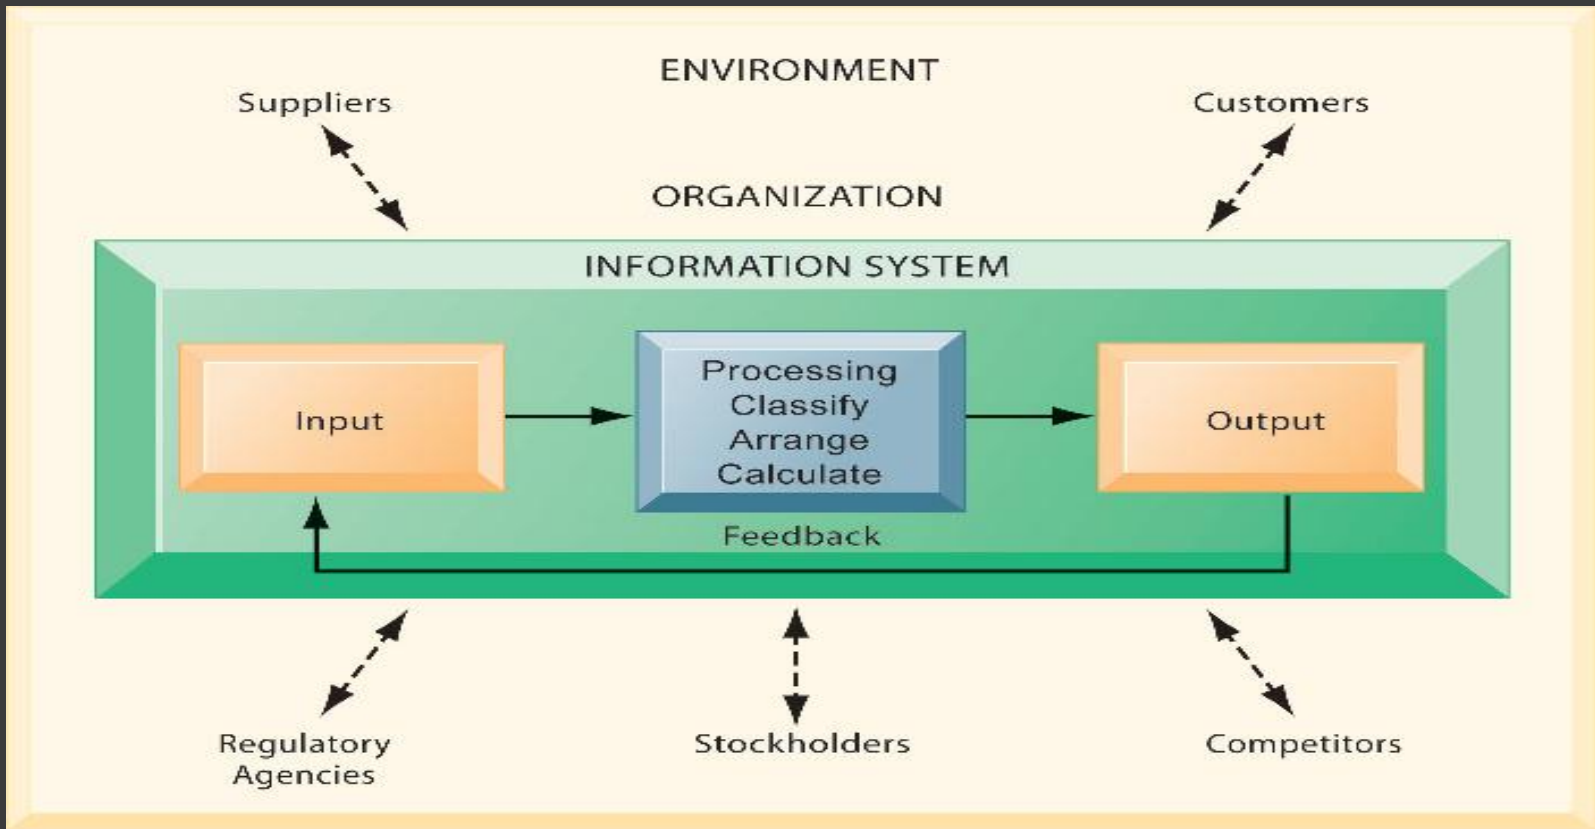 ENVIRONMENT
Suppliers
Customers
ORGANIZATION
INFORMATION SYSTEM
Input
Processing
Classify
Arrange
Calculate
Output
Feedback
Regulatory
Agencies
Stockholders
Competitors